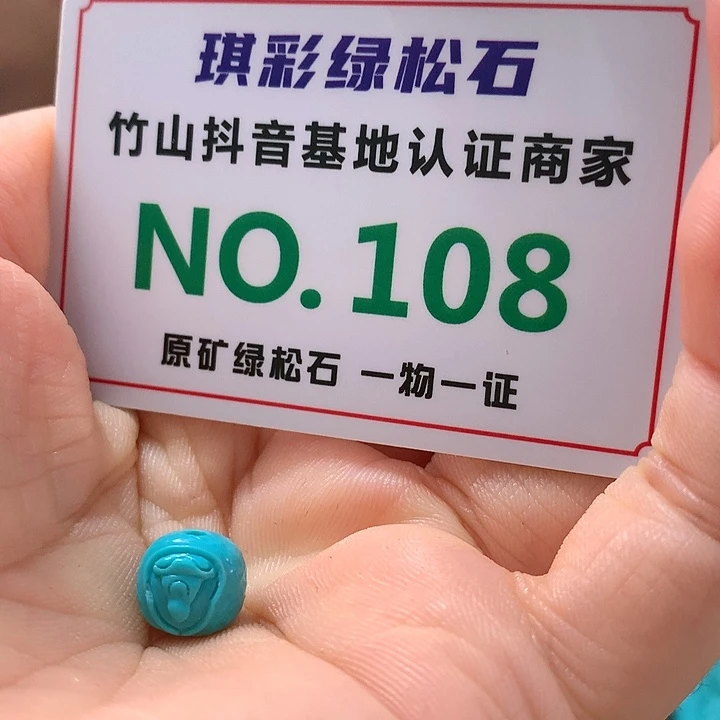 琪彩绿松石
竹山抖音基地认证商家
NO.108
原矿绿松石 一物一证